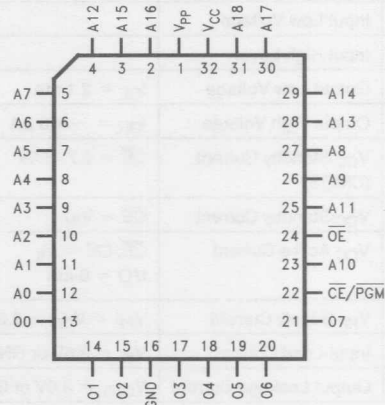 A12 A15 A16 VPP VCC A18 A17
4 3 2 1 32 31 30
A7 5 29 A14
A6 6 28 A13
A5 7 27 A8
A4 8 26 A9
A3 9 25 A11
A2 10 24 OE
A1 11 23 A10
A0 12 22 CE/PGM
O0 13 21 O7
14 15 16 17 18 19 20
O1 O2 GND O3 O4 O5 O6